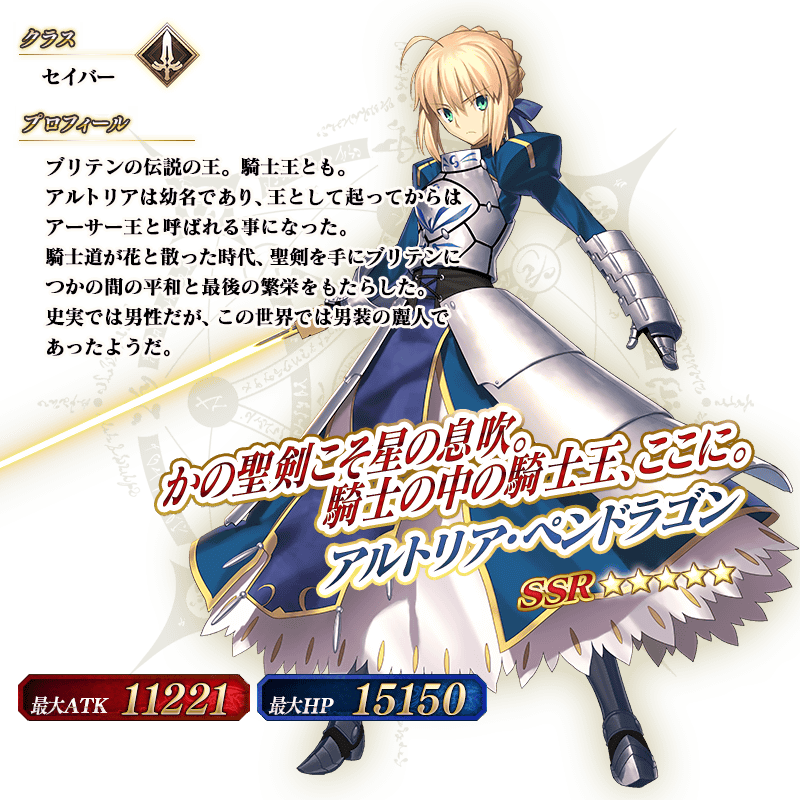 クラス
セイバー
プロフィール
ブリテンの伝説の王。騎士王とも。
アルトリアは幼名であり、王として起ってからは
アーサー王と呼ばれる事になった。
騎士道が花と散った時代、聖剣を手にブリテンに
つかの間の平和と最後の繁栄をもたらした。
史実では男性だが、この世界では男装の麗人で
あったようだ。
かの聖剣こそ星の息吹。
騎士の中の騎士王、ここに。
アルトリア・ペンドラゴン
SSR ★★★★★
最大ATK 11221
最大HP 15150